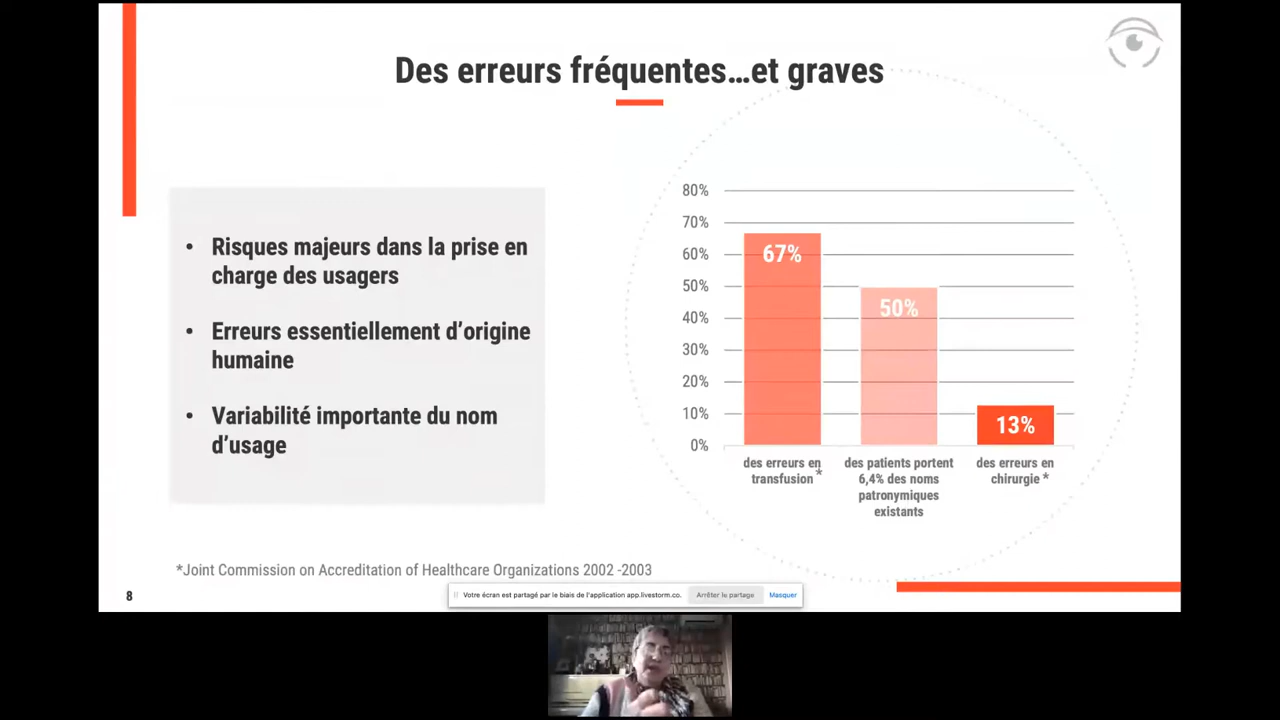 Des erreurs fréquentes...et graves
• Risques majeurs dans la prise en
charge des usagers
• Erreurs essentiellement d'origine
humaine
• Variabilité importante du nom
d'usage
80%
70%
60%
50%
40%
30%
20%
10%
0%
67%
50%
13%
des erreurs en
transfusion *
des patients portent
6,4% des noms
patronymiques
existants
des erreurs en
chirurgie *
*Joint Commission on Accreditation of Healthcare Organizations 2002 -2003
8
Votre écran est partagé par le biais de l'application app.livestorm.co.
Arrêter le partage
Masquer